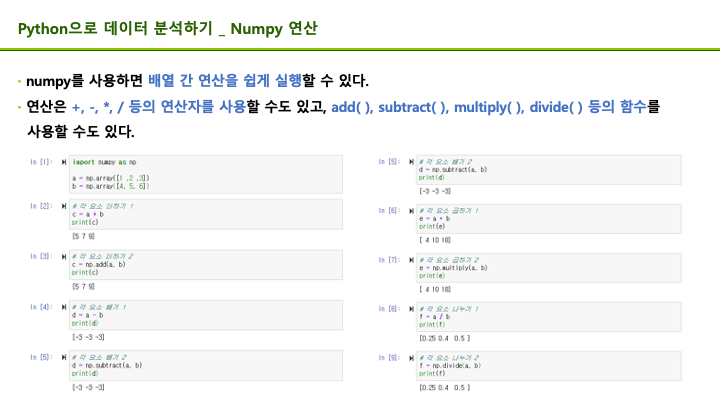 Python으로 데이터 분석하기 _ Numpy 연산
· numpy를 사용하면 배열 간 연산을 쉽게 실행할 수 있다.
· 연산은 +, -, *, / 등의 연산자를 사용할 수도 있고, add( ), subtract( ), multiply( ), divide( ) 등의 함수를
사용할 수도 있다.
In [1]: import numpy as np
a = np.array([1 ,2 ,3])
b = np.array([4, 5, 6])
In [2]: # 각 요소 더하기 1
c = a + b
print(c)
[5 7 9]
In [3]: # 각 요소 더하기 2
c = np.add(a, b)
print(c)
[5 7 9]
In [4]: # 각 요소 빼기 1
d = a - b
print(d)
[-3 -3 -3]
In [5]: # 각 요소 빼기 2
d = np.subtract(a, b)
print(d)
[-3 -3 -3]
In [5]: # 각 요소 빼기 2
d = np.subtract(a, b)
print(d)
[-3 -3 -3]
In [6]: # 각 요소 곱하기 1
e = a * b
print(e)
[ 4 10 18]
In [7]: # 각 요소 곱하기 2
e = np.multiply(a, b)
print(e)
[ 4 10 18]
In [8]: # 각 요소 나누기 1
f = a / b
print(f)
[0.25 0.4 0.5 ]
In [9]: # 각 요소 나누기 2
f = np.divide(a, b)
print(f)
[0.25 0.4 0.5 ]